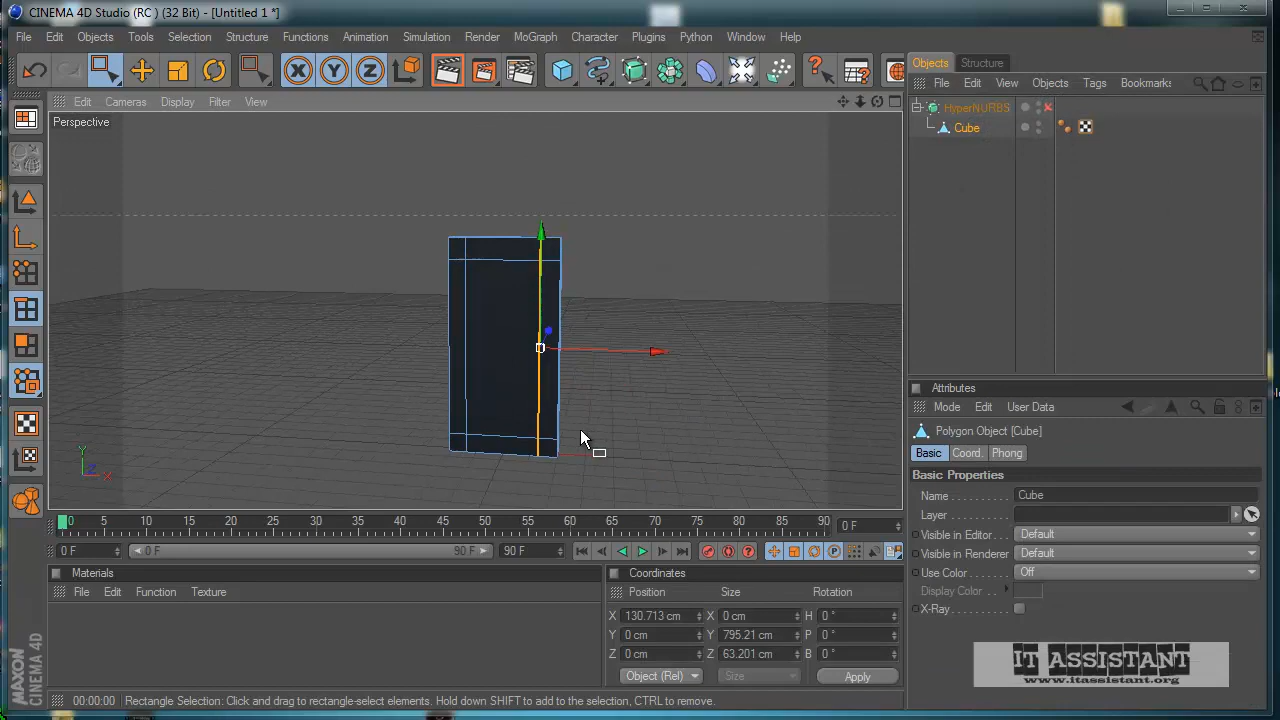 CINEMA 4D Studio (RC ) (32 Bit) - [Untitled 1 *]
File Edit Objects Tools Selection Structure Functions Animation Simulation Render MoGraph Character Plugins Python Window Help
X Y Z
Objects Structure
File Edit View Objects Tags Bookmarks
Edit Cameras Display Filter View
Perspective
HyperNURBS
Cube
Y
Z X
Attributes
Mode Edit User Data
Polygon Object [Cube]
Basic Coord. Phong
Basic Properties
Name Cube
Layer
Visible in Editor Default
Visible in Renderer Default
Use Color Off
Display Color
X-Ray
0 5 10 15 20 25 30 35 40 45 50 55 60 65 70 75 80 85 90 0 F
0 F 0 F 90 F 90 F
Materials
File Edit Function Texture
Coordinates
Position Size Rotation
X 130.713 cm X 0 cm H 0 °
Y 0 cm Y 795.21 cm P 0 °
Z 0 cm Z 63.201 cm B 0 °
Object (Rel) Size Apply
IT ASSISTANT
www.itassistant.org
MAXON
CINEMA 4D
00:00:00 Rectangle Selection: Click and drag to rectangle-select elements. Hold down SHIFT to add to the selection, CTRL to remove.